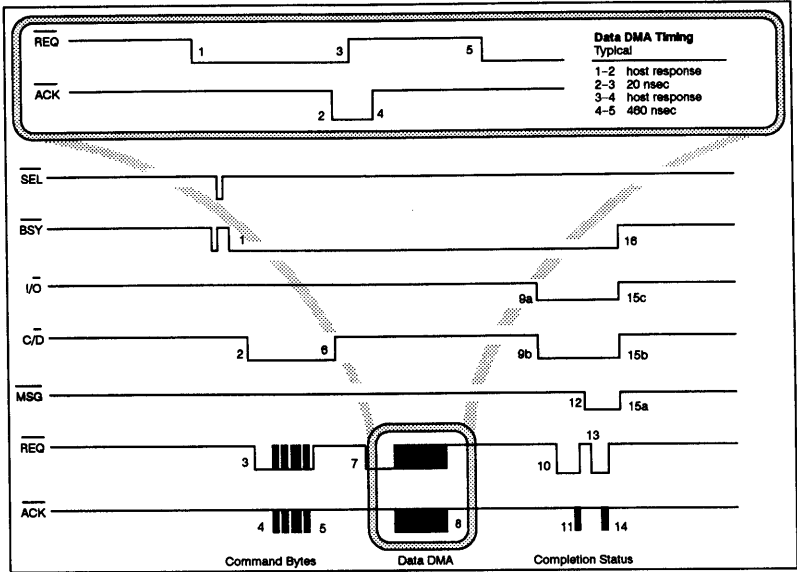 REQ
1
3
5
ACK
2
4
Data DMA Timing
Typical
1–2 host response
2–3 20 nsec
3–4 host response
4–5 460 nsec
SEL
BSY
1
16
I/O
9a
15c
C/D
2
6
9b
15b
MSG
12
15a
REQ
3
7
10
13
ACK
4
5
8
11
14
Command Bytes
Data DMA
Completion Status